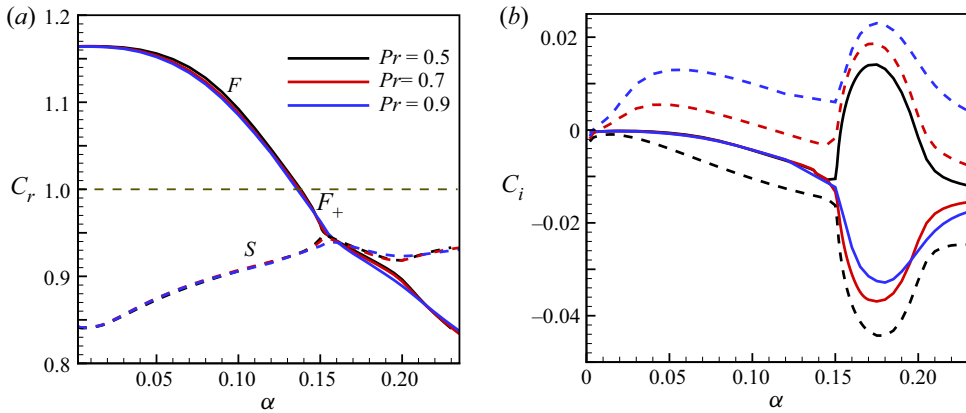 (a)
1.2
1.1
C_r 1.0
0.9
0.8
F
F_+
S
Pr = 0.5
Pr = 0.7
Pr = 0.9
0.05 0.10 0.15 0.20
α
(b)
0.02
0
C_i
–0.02
–0.04
0 0.05 0.10 0.15 0.20
α